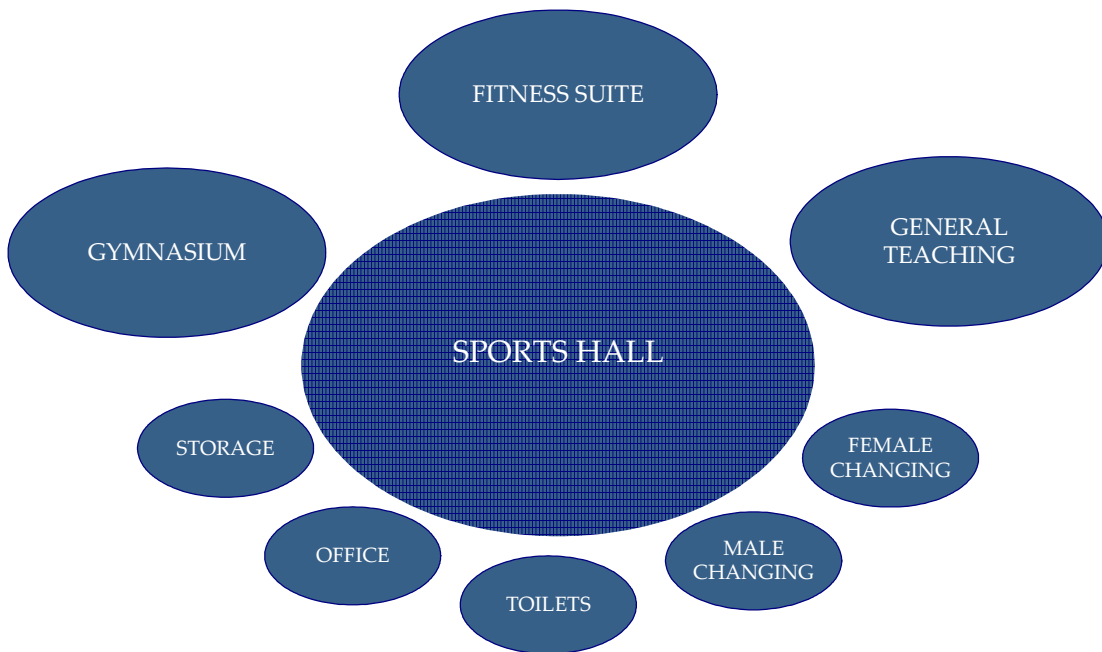 FITNESS SUITE
GYMNASIUM
GENERAL
TEACHING
SPORTS HALL
STORAGE
FEMALE
CHANGING
OFFICE
MALE
CHANGING
TOILETS